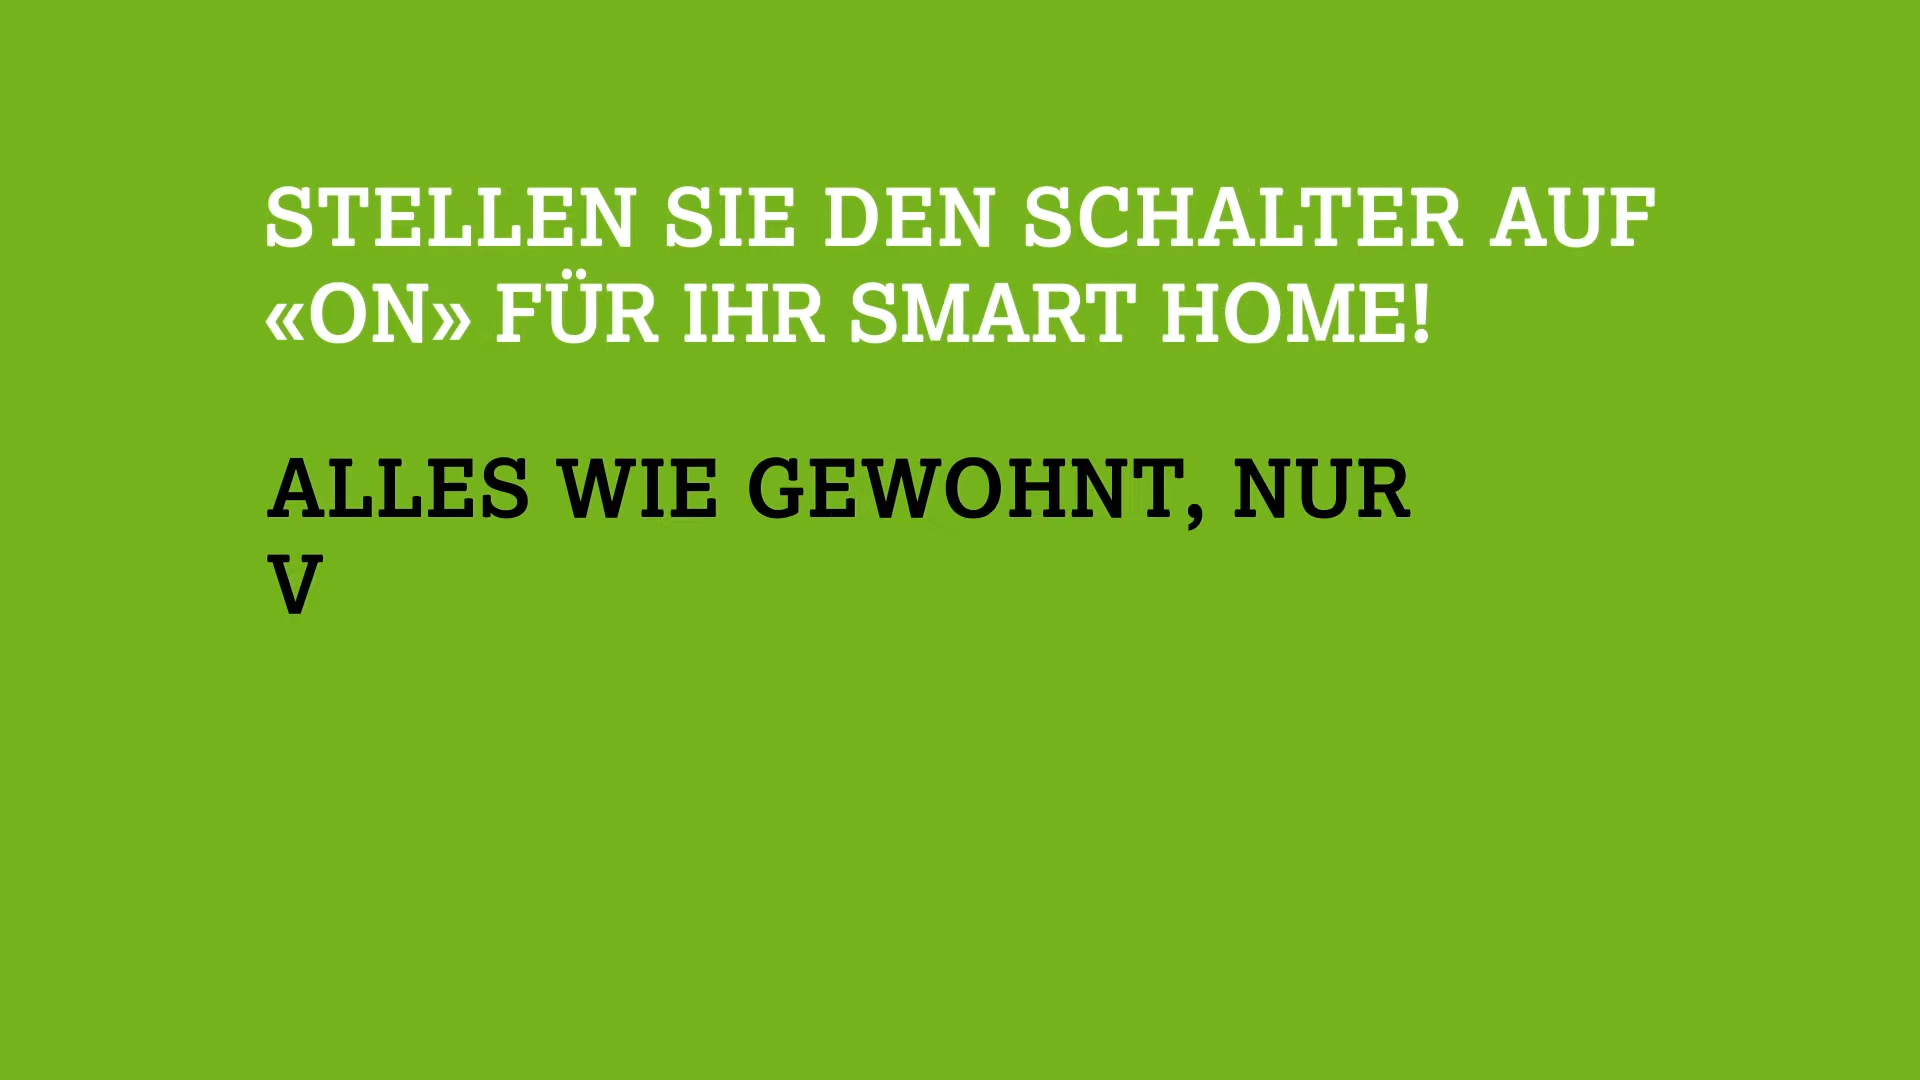 STELLEN SIE DEN SCHALTER AUF
«ON» FÜR IHR SMART HOME!
ALLES WIE GEWOHNT, NUR
V